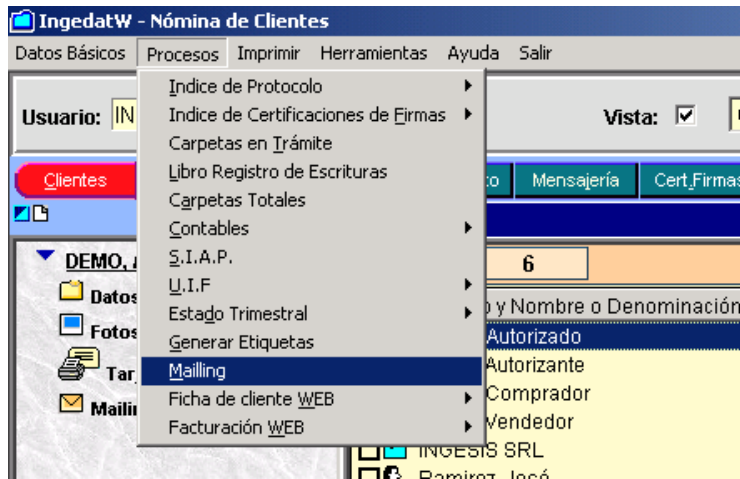 IngedatW - Nómina de Clientes
Datos Básicos Procesos Imprimir Herramientas Ayuda Salir
Usuario: IN
Vista:
Clientes
Mensajería
Cert.Firmas
Indice de Protocolo
Indice de Certificaciones de Firmas
Carpetas en Trámite
Libro Registro de Escrituras
Carpetas Totales
Contables
S.I.A.P.
U.I.F
Estado Trimestral
Generar Etiquetas
Mailling
Ficha de cliente WEB
Facturación WEB
DEMO,
Datos
Fotos
Tar
Mailin
6
y Nombre o Denominación
Autorizado
Autorizante
Comprador
Vendedor
INGESIS SRL
Ramirez José